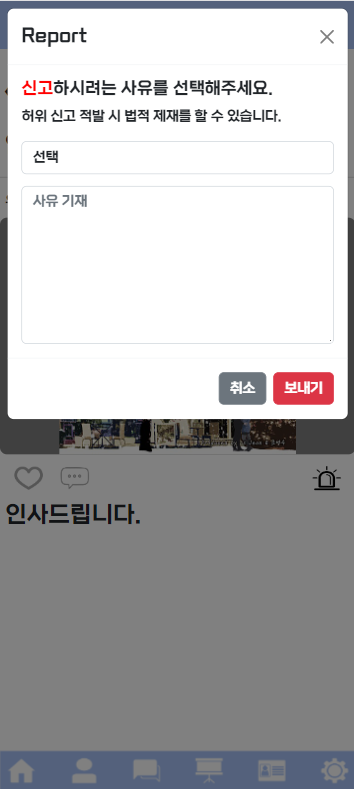 Report
신고하시려는 사유를 선택해주세요.
허위 신고 적발 시 법적 제재를 할 수 있습니다.
선택
사유 기재
취소
보내기
인사드립니다.